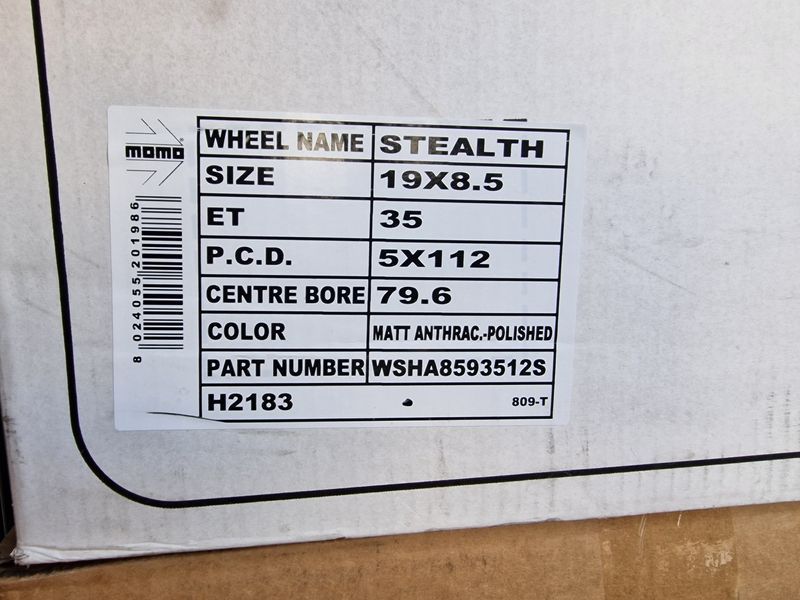 momo
WHEEL NAME STEALTH
SIZE 19X8.5
ET 35
P.C.D. 5X112
CENTRE BORE 79.6
COLOR MATT ANTHRAC.-POLISHED
PART NUMBER WSHA8593512S
H2183 809-T
8 024055 201986